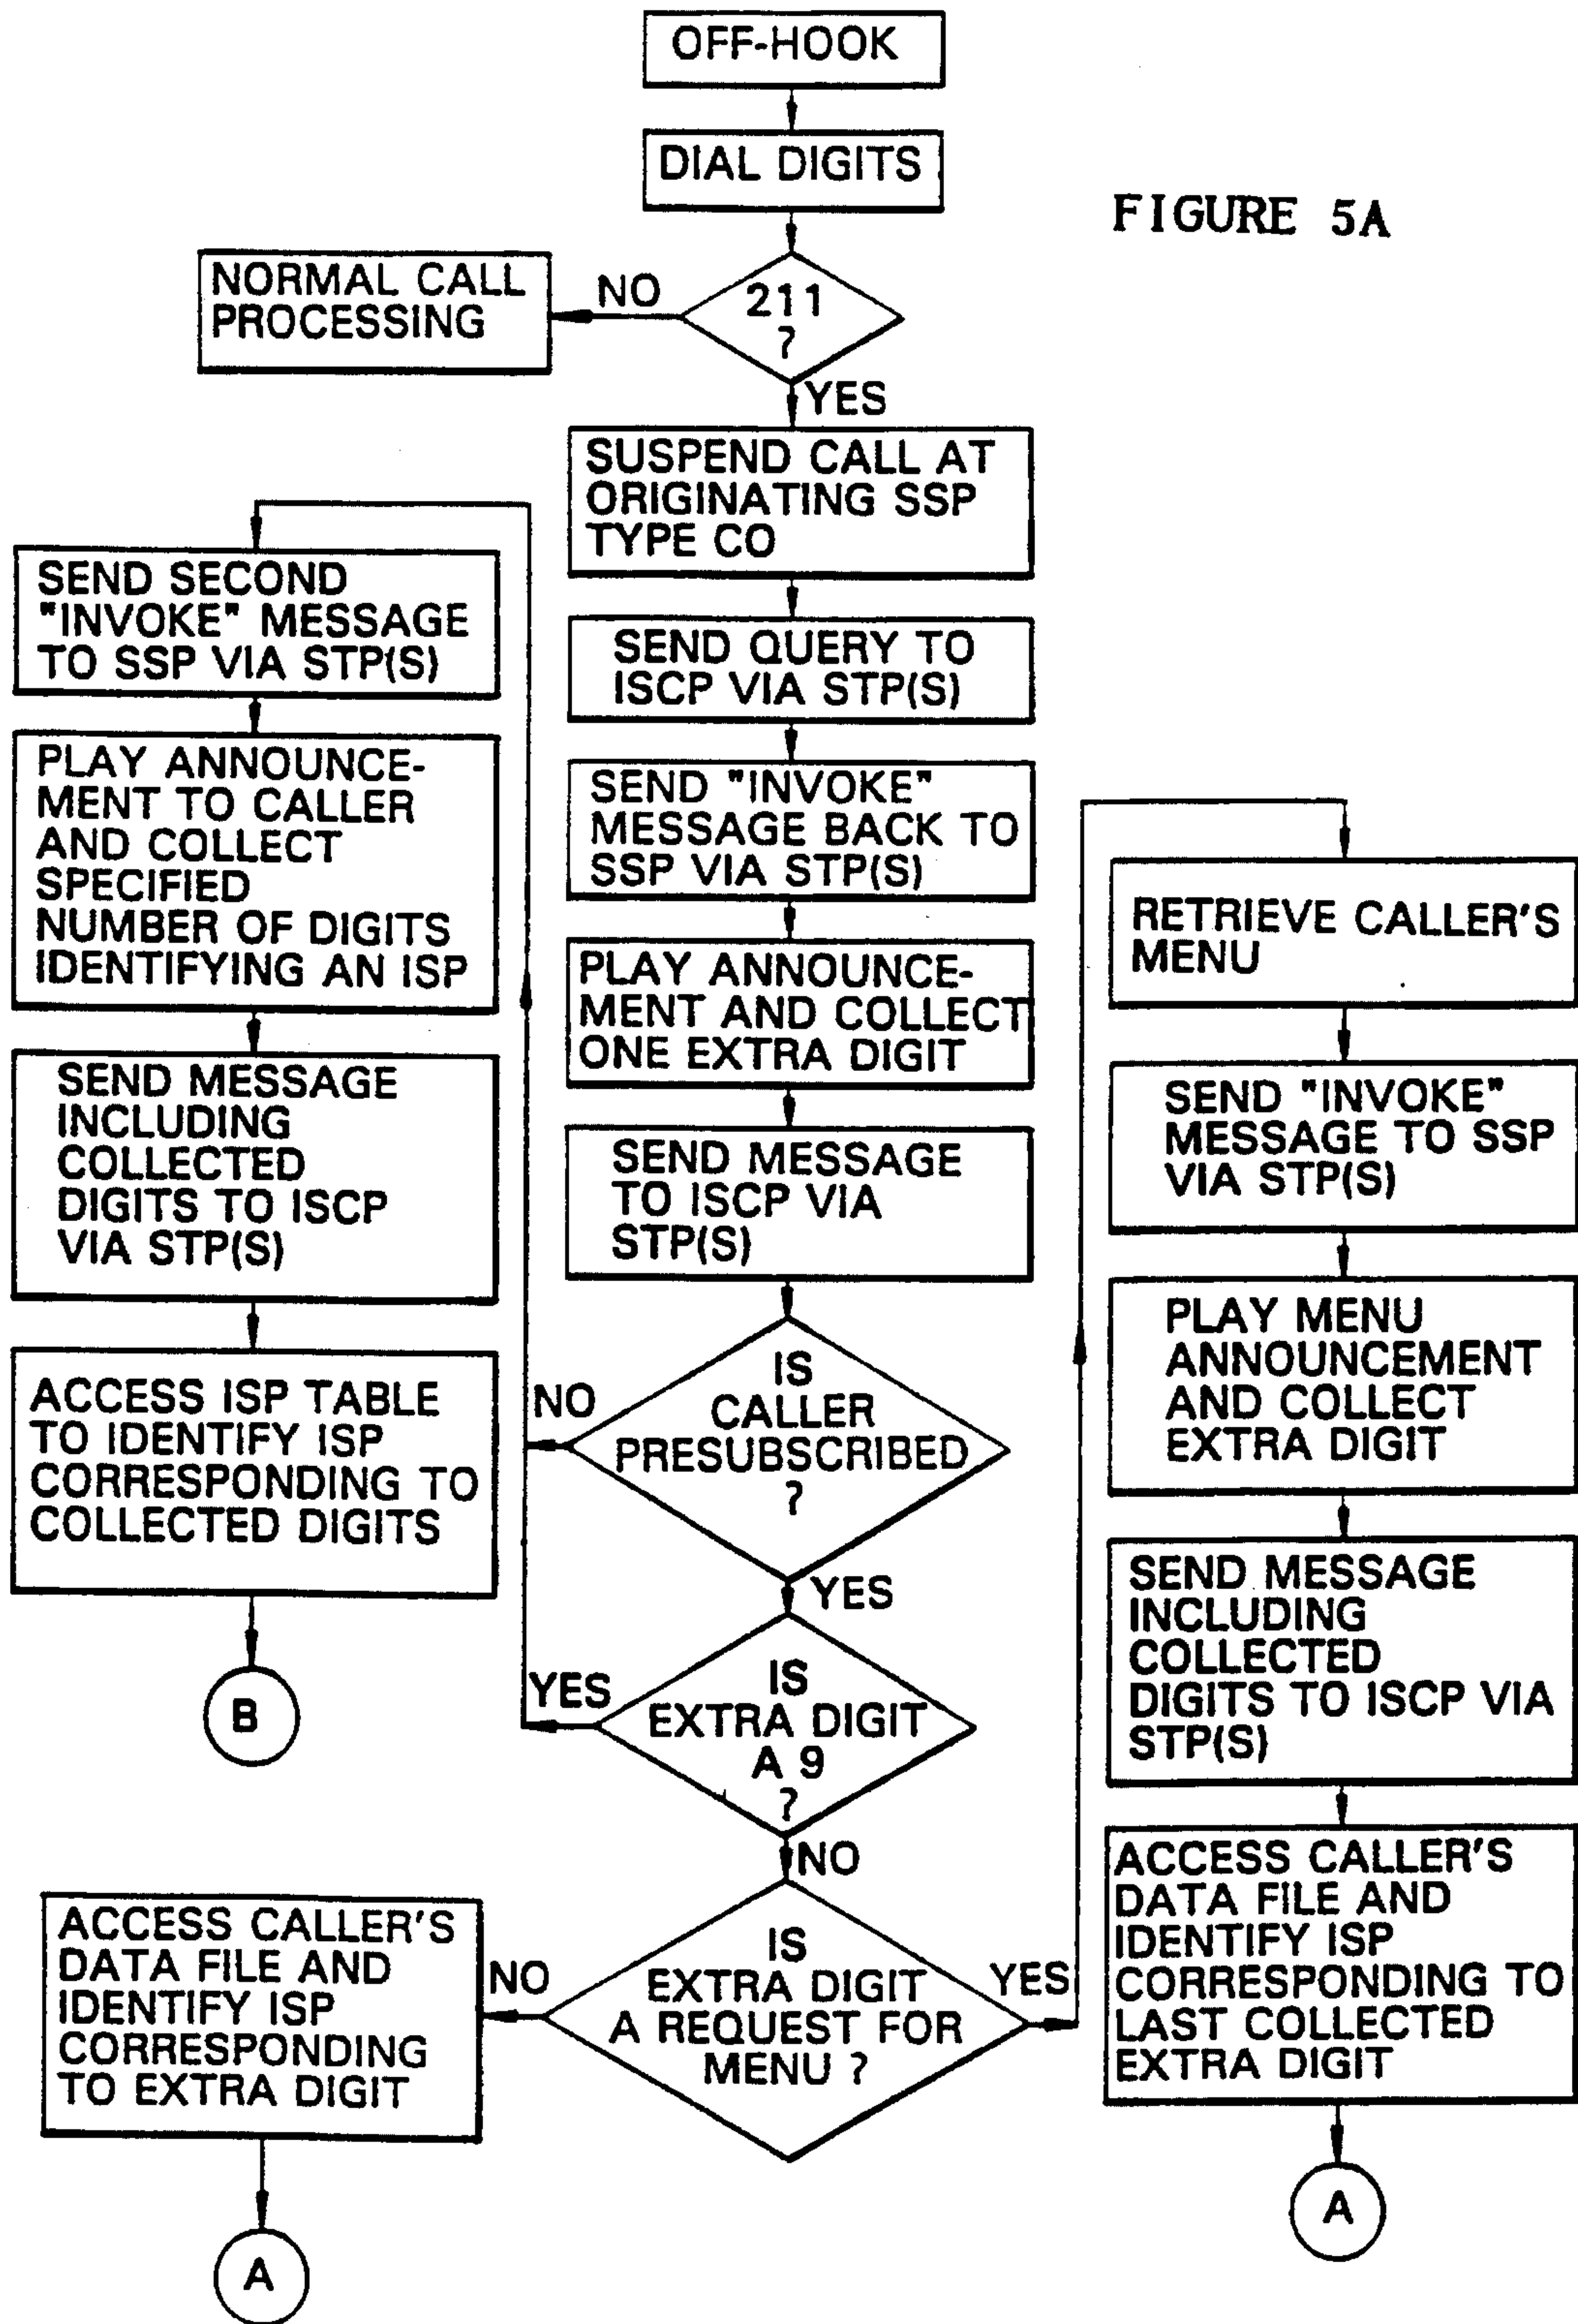 OFF-HOOK
DIAL DIGITS
FIGURE 5A
211
?
NO
NORMAL CALL
PROCESSING
YES
SUSPEND CALL AT
ORIGINATING SSP
TYPE CO
SEND QUERY TO
ISCP VIA STP(S)
SEND "INVOKE"
MESSAGE BACK TO
SSP VIA STP(S)
PLAY ANNOUNCE-
MENT AND COLLECT
ONE EXTRA DIGIT
SEND MESSAGE
TO ISCP VIA
STP(S)
IS
CALLER
PRESUBSCRIBED
?
NO
YES
IS
EXTRA DIGIT
A 9
?
YES
NO
IS
EXTRA DIGIT
A REQUEST FOR
MENU ?
NO
YES
SEND SECOND
"INVOKE" MESSAGE
TO SSP VIA STP(S)
PLAY ANNOUNCE-
MENT TO CALLER
AND COLLECT
SPECIFIED
NUMBER OF DIGITS
IDENTIFYING AN ISP
SEND MESSAGE
INCLUDING
COLLECTED
DIGITS TO ISCP
VIA STP(S)
ACCESS ISP TABLE
TO IDENTIFY ISP
CORRESPONDING TO
COLLECTED DIGITS
B
ACCESS CALLER'S
DATA FILE AND
IDENTIFY ISP
CORRESPONDING
TO EXTRA DIGIT
A
RETRIEVE CALLER'S
MENU
SEND "INVOKE"
MESSAGE TO SSP
VIA STP(S)
PLAY MENU
ANNOUNCEMENT
AND COLLECT
EXTRA DIGIT
SEND MESSAGE
INCLUDING
COLLECTED
DIGITS TO ISCP VIA
STP(S)
ACCESS CALLER'S
DATA FILE AND
IDENTIFY ISP
CORRESPONDING TO
LAST COLLECTED
EXTRA DIGIT
A